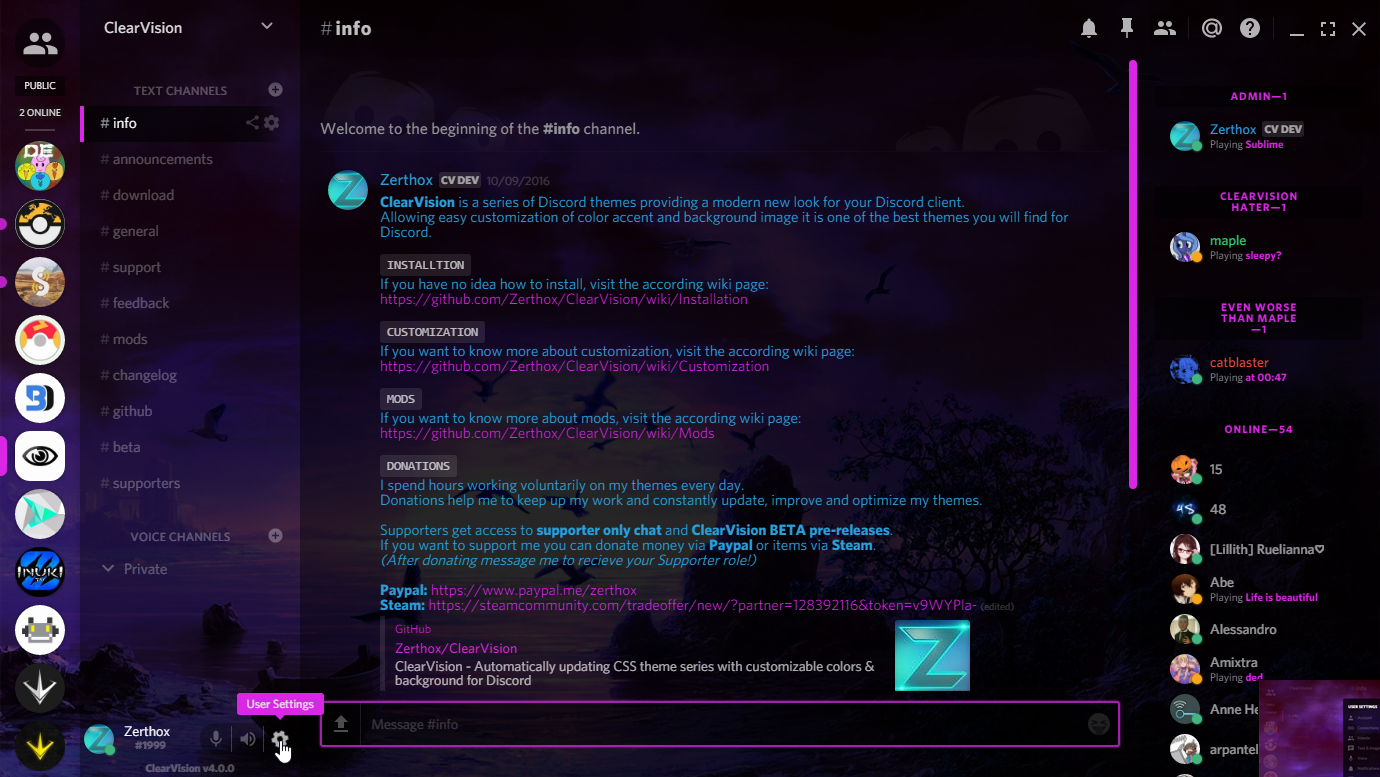 ClearVision
# info
PUBLIC
2 ONLINE
TEXT CHANNELS
# info
# announcements
# download
# general
# support
# feedback
# mods
# changelog
# github
# beta
# supporters
VOICE CHANNELS
Private
User Settings
Zerthox
#1999
ClearVision v4.0.0
Welcome to the beginning of the #info channel.
Zerthox CV DEV 10/09/2016
ClearVision is a series of Discord themes providing a modern new look for your Discord client.
Allowing easy customization of color accent and background image it is one of the best themes you will find for
Discord.
INSTALLTION
If you have no idea how to install, visit the according wiki page:
https://github.com/Zerthox/ClearVision/wiki/Installation
CUSTOMIZATION
If you want to know more about customization, visit the according wiki page:
https://github.com/Zerthox/ClearVision/wiki/Customization
MODS
If you want to know more about mods, visit the according wiki page:
https://github.com/Zerthox/ClearVision/wiki/Mods
DONATIONS
I spend hours working voluntarily on my themes every day.
Donations help me to keep up my work and constantly update, improve and optimize my themes.
Supporters get access to supporter only chat and ClearVision BETA pre-releases.
If you want to support me you can donate money via Paypal or items via Steam.
(After donating message me to recieve your Supporter role!)
Paypal: https://www.paypal.me/zerthox
Steam: https://steamcommunity.com/tradeoffer/new/?partner=128392116&token=v9WYPla- (edited)
GitHub
Zerthox/ClearVision
ClearVision - Automatically updating CSS theme series with customizable colors &
background for Discord
Message #info
ADMIN—1
Zerthox CV DEV
Playing Sublime
CLEARVISION
HATER—1
maple
Playing sleepy?
EVEN WORSE
THAN MAPLE
—1
catblaster
Playing at 00:47
ONLINE—54
15
48
[Lillith] Ruelianna♡
Abe
Playing Life is beautiful
Alessandro
Amixtra
Playing ded
Anne He
arpantel
USER SETTINGS